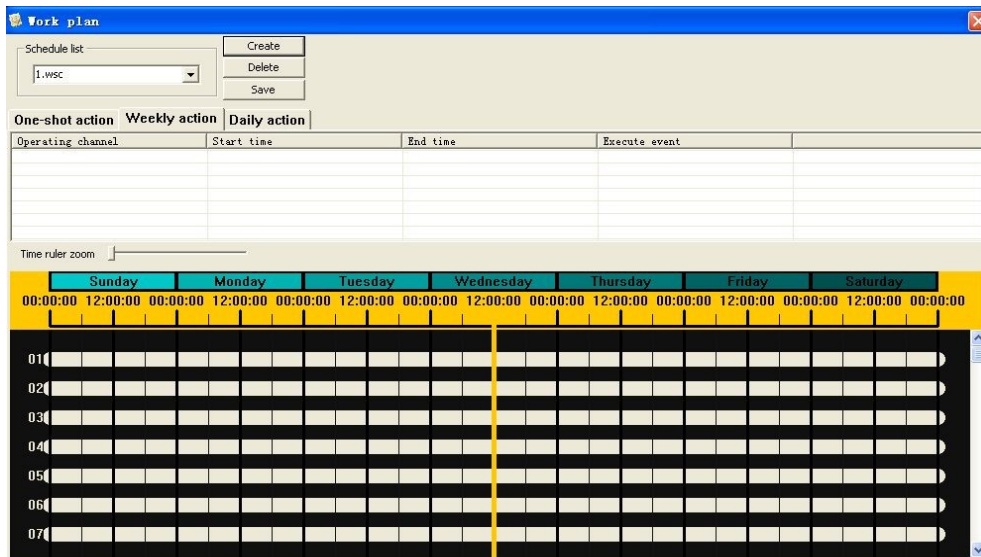 Work plan
Schedule list
Create
1.wsc
Delete
Save
One-shot action Weekly action Daily action
Operating channel Start time End time Execute event
Time ruler zoom
Sunday Monday Tuesday Wednesday Thursday Friday Saturday
00:00:00 12:00:00 00:00:00 12:00:00 00:00:00 12:00:00 00:00:00 12:00:00 00:00:00 12:00:00 00:00:00 12:00:00 00:00:00 12:00:00 00:00:00
01
02
03
04
05
06
07